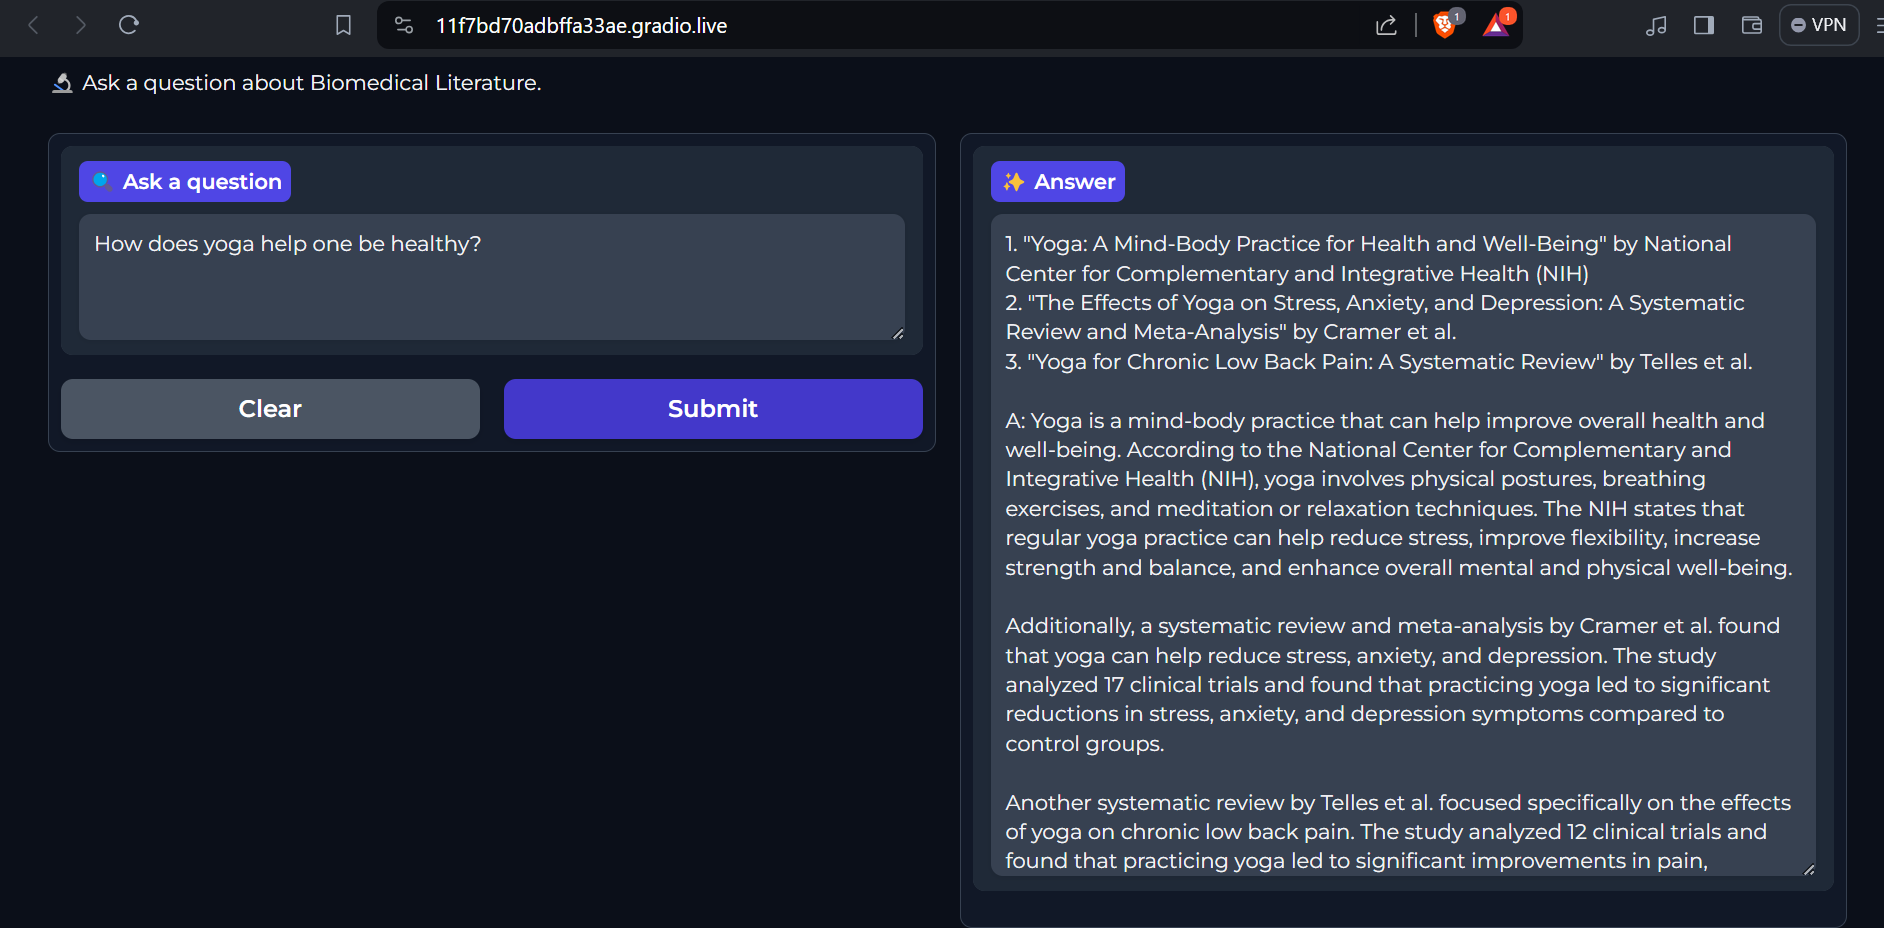 11f7bd70adbffa33ae.gradio.live
1
1
VPN
Ask a question about Biomedical Literature.
Ask a question
How does yoga help one be healthy?
Clear
Submit
Answer
1. "Yoga: A Mind-Body Practice for Health and Well-Being" by National
Center for Complementary and Integrative Health (NIH)
2. "The Effects of Yoga on Stress, Anxiety, and Depression: A Systematic
Review and Meta-Analysis" by Cramer et al.
3. "Yoga for Chronic Low Back Pain: A Systematic Review" by Telles et al.
A: Yoga is a mind-body practice that can help improve overall health and
well-being. According to the National Center for Complementary and
Integrative Health (NIH), yoga involves physical postures, breathing
exercises, and meditation or relaxation techniques. The NIH states that
regular yoga practice can help reduce stress, improve flexibility, increase
strength and balance, and enhance overall mental and physical well-being.
Additionally, a systematic review and meta-analysis by Cramer et al. found
that yoga can help reduce stress, anxiety, and depression. The study
analyzed 17 clinical trials and found that practicing yoga led to significant
reductions in stress, anxiety, and depression symptoms compared to
control groups.
Another systematic review by Telles et al. focused specifically on the effects
of yoga on chronic low back pain. The study analyzed 12 clinical trials and
found that practicing yoga led to significant improvements in pain,